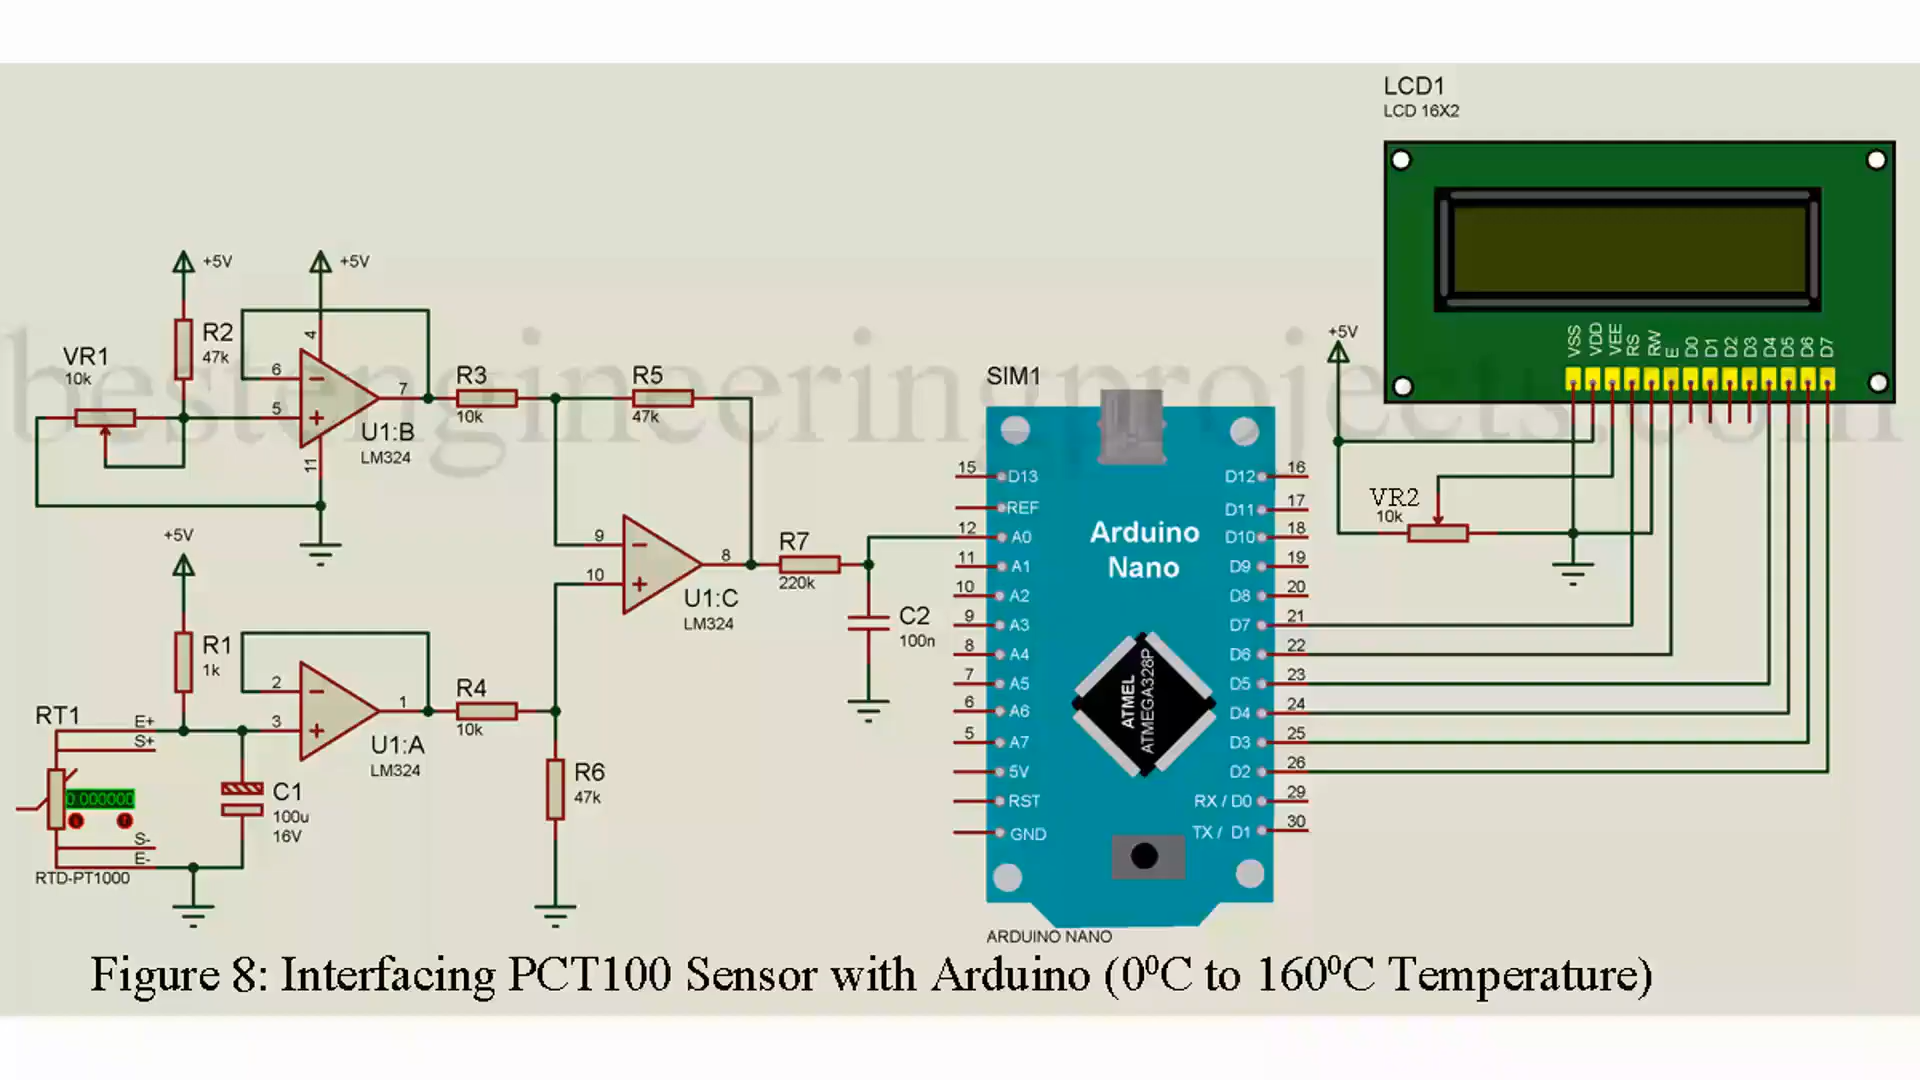 LCD1
LCD 16X2
VSS
VDD
VEE
RS
RW
E
D0
D1
D2
D3
D4
D5
D6
D7
bestengineeringprojects.com
+5V
+5V
R2
47k
VR1
10k
4
6
5
7
11
U1:B
LM324
R3
10k
R5
47k
+5V
R1
1k
2
3
1
U1:A
LM324
R4
10k
R6
47k
RT1
E+
S+
0.000000
S-
E-
RTD-PT1000
C1
100u
16V
9
10
8
U1:C
LM324
R7
220k
C2
100n
SIM1
Arduino
Nano
ATMEL
ATMEGA328P
15 D13
REF
12 A0
11 A1
10 A2
9 A3
8 A4
7 A5
6 A6
5 A7
5V
RST
GND
D12 16
D11 17
D10 18
D9 19
D8 20
D7 21
D6 22
D5 23
D4 24
D3 25
D2 26
RX / D0 29
TX / D1 30
ARDUINO NANO
+5V
VR2
10k
Figure 8: Interfacing PCT100 Sensor with Arduino (0⁰C to 160⁰C Temperature)